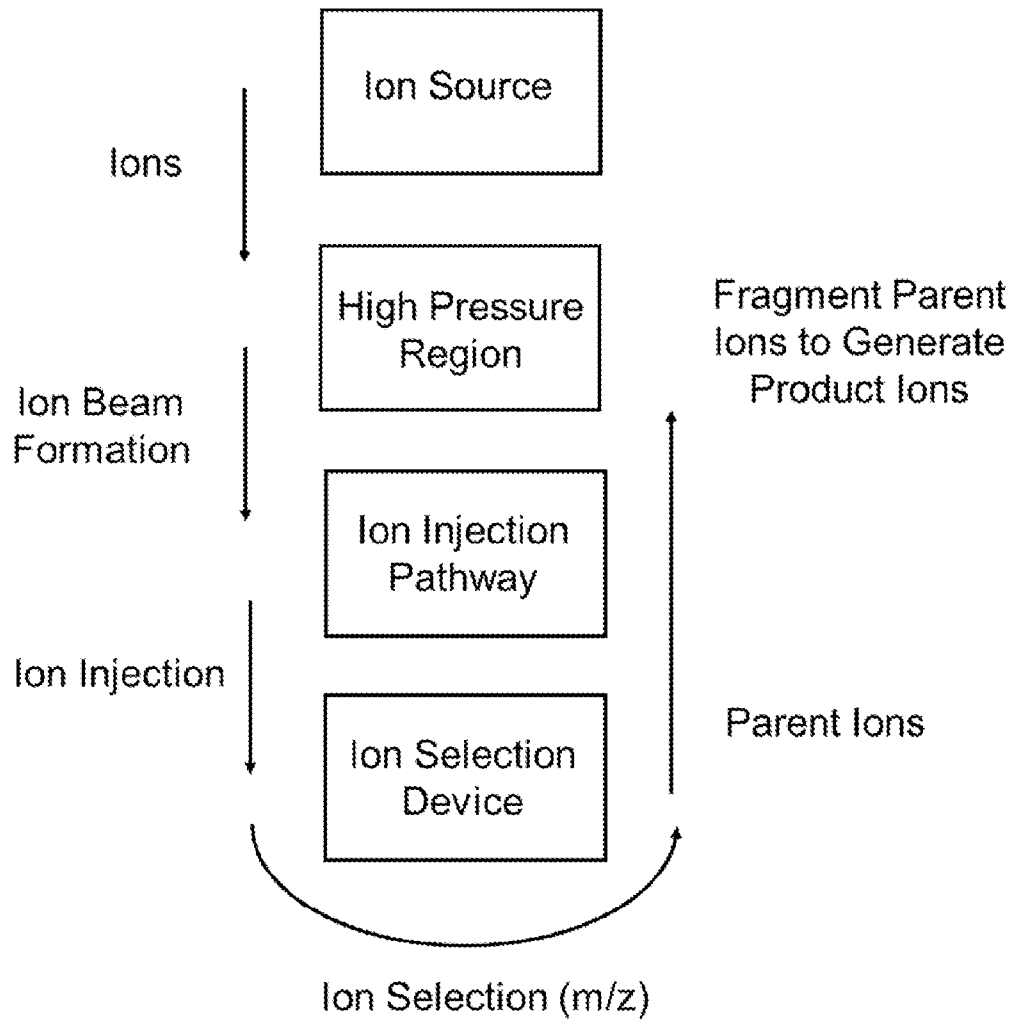 Ion Source
Ions
High Pressure
Region
Fragment Parent
Ions to Generate
Product Ions
Ion Beam
Formation
Ion Injection
Pathway
Ion Injection
Parent Ions
Ion Selection
Device
Ion Selection (m/z)